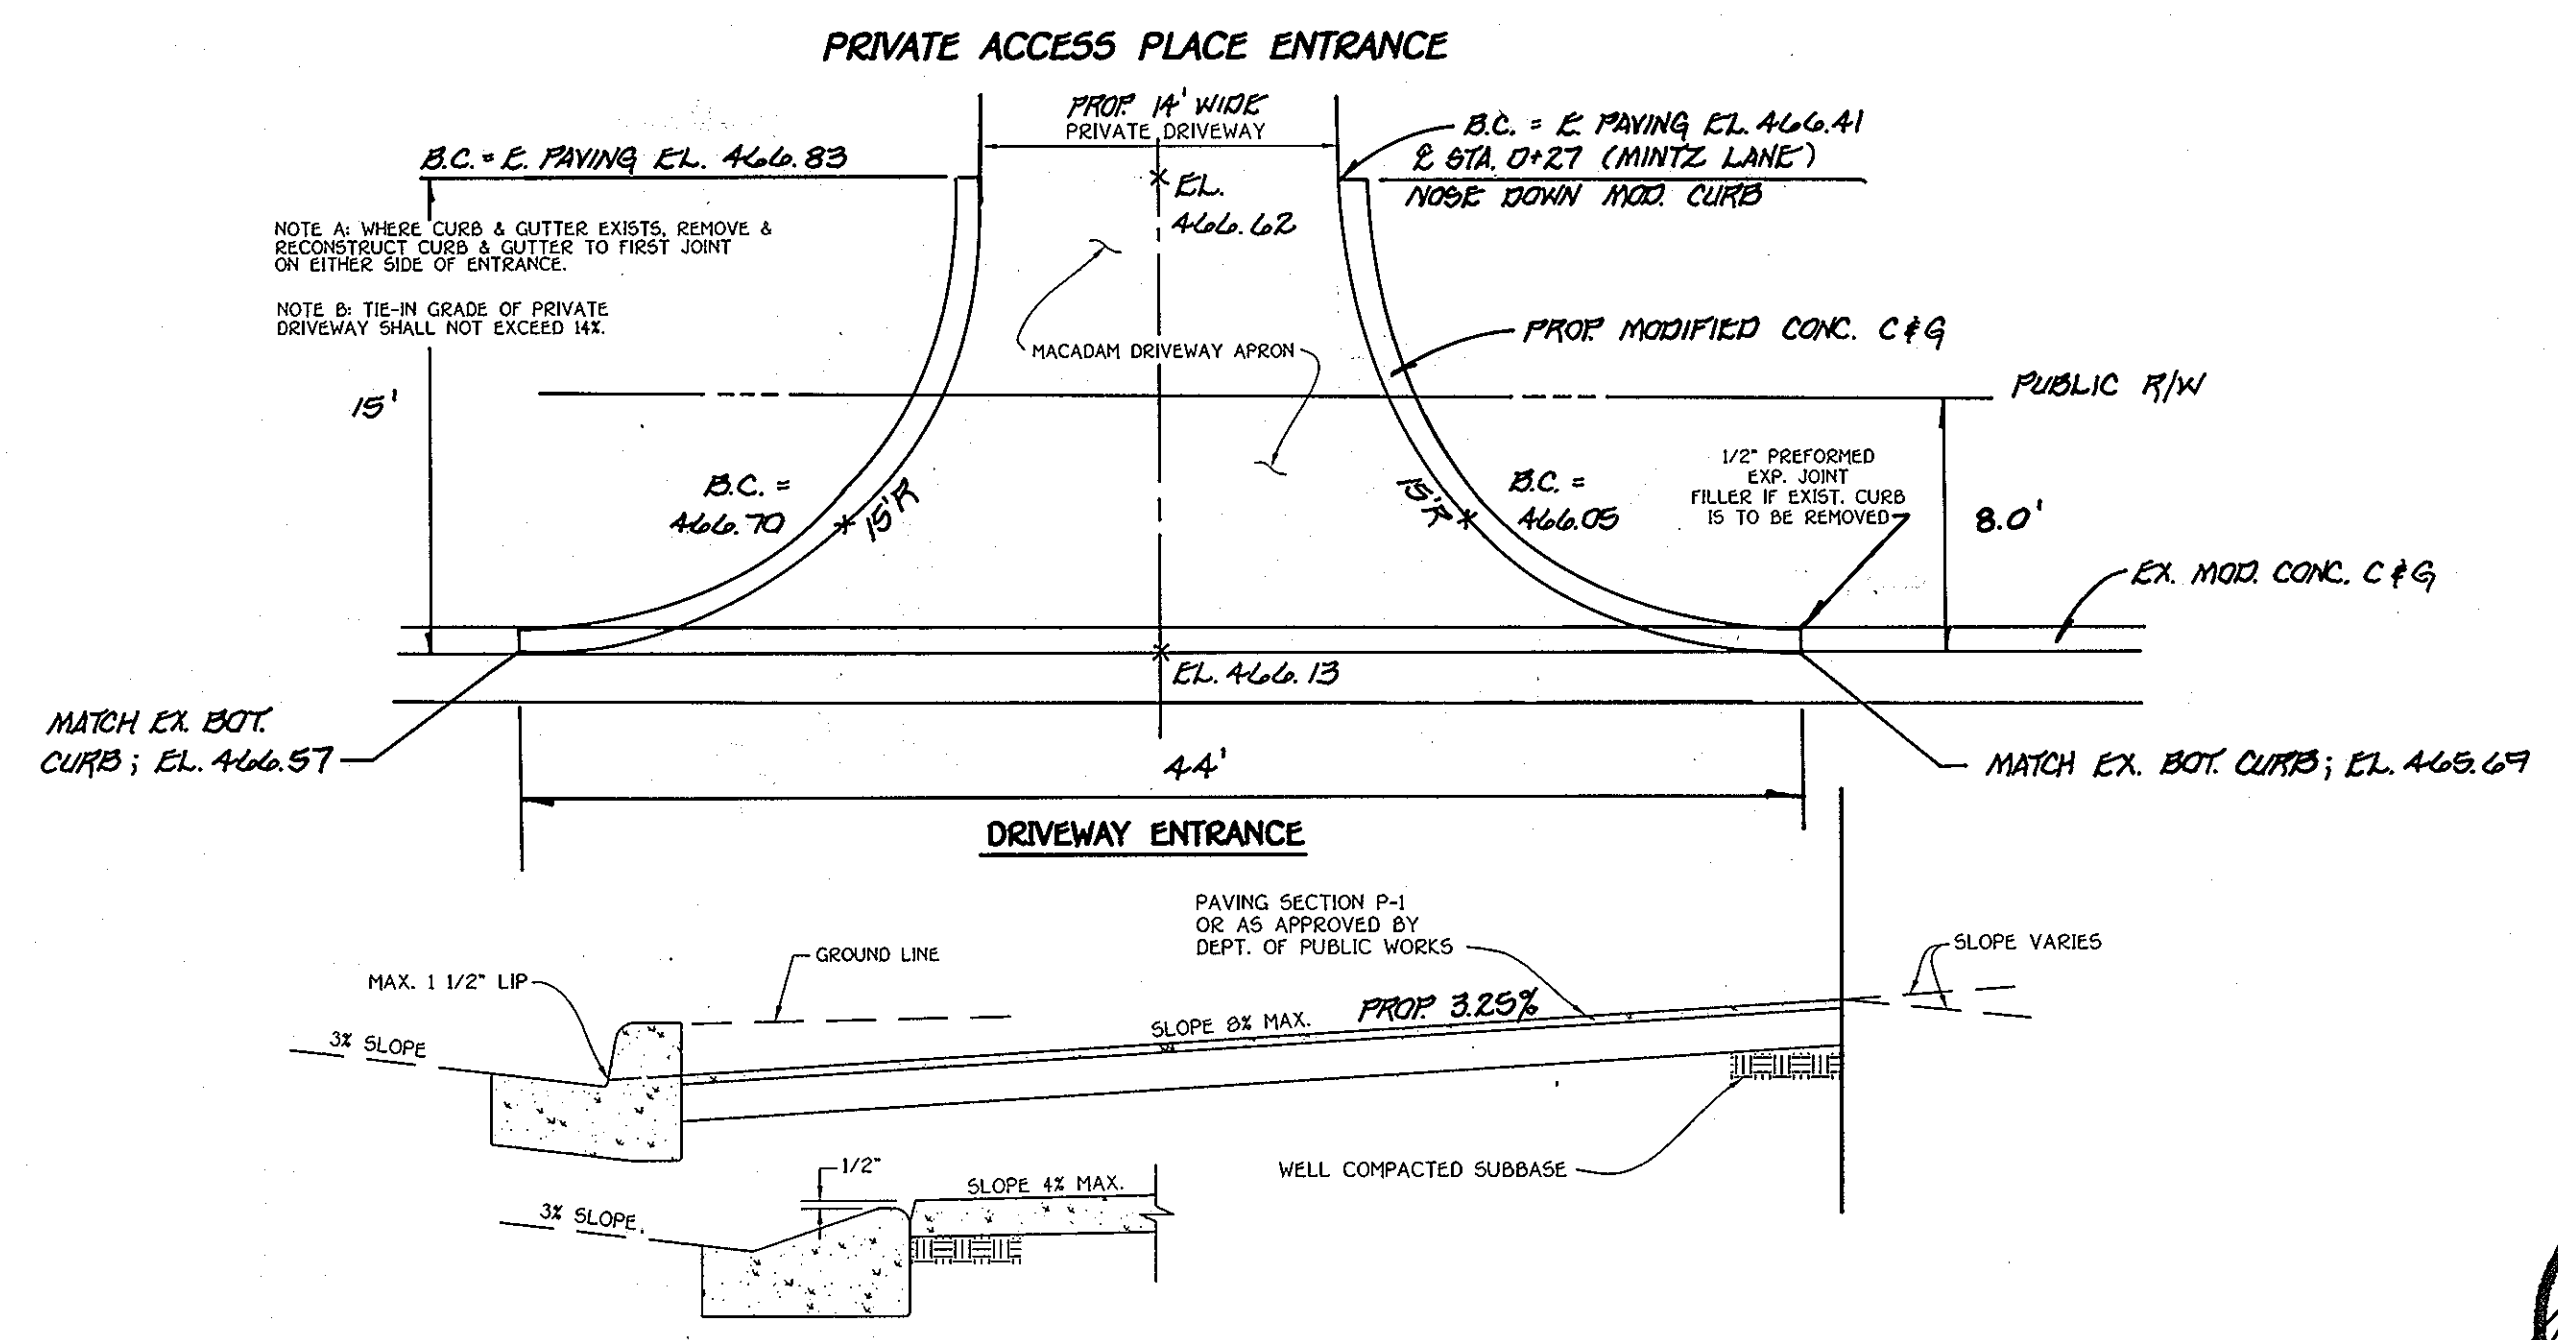 PRIVATE ACCESS PLACE ENTRANCE
PROP. 14' WIDE
PRIVATE DRIVEWAY
B.C. = E. PAVING EL. 466.83
B.C. = E. PAVING EL. 466.41
℄ STA. 0+27 (MINTZ LANE)
NOSE DOWN MOD. CURB
EL.
466.62
NOTE A: WHERE CURB & GUTTER EXISTS, REMOVE &
RECONSTRUCT CURB & GUTTER TO FIRST JOINT
ON EITHER SIDE OF ENTRANCE.
NOTE B: TIE-IN GRADE OF PRIVATE
DRIVEWAY SHALL NOT EXCEED 14%.
PROP. MODIFIED CONC. C & G
MACADAM DRIVEWAY APRON
15'
PUBLIC R/W
B.C. =
466.70
15'R
15'R
B.C. =
466.05
1/2" PREFORMED
EXP. JOINT
FILLER IF EXIST. CURB
IS TO BE REMOVED
8.0'
EX. MOD. CONC. C & G
EL. 466.13
MATCH EX. BOT.
CURB; EL. 466.57
44'
MATCH EX. BOT. CURB; EL. 465.69
DRIVEWAY ENTRANCE
PAVING SECTION P-1
OR AS APPROVED BY
DEPT. OF PUBLIC WORKS
GROUND LINE
SLOPE VARIES
MAX. 1 1/2" LIP
PROP. 3.25%
SLOPE 8% MAX.
3% SLOPE
WELL COMPACTED SUBBASE
1/2"
SLOPE 4% MAX.
3% SLOPE